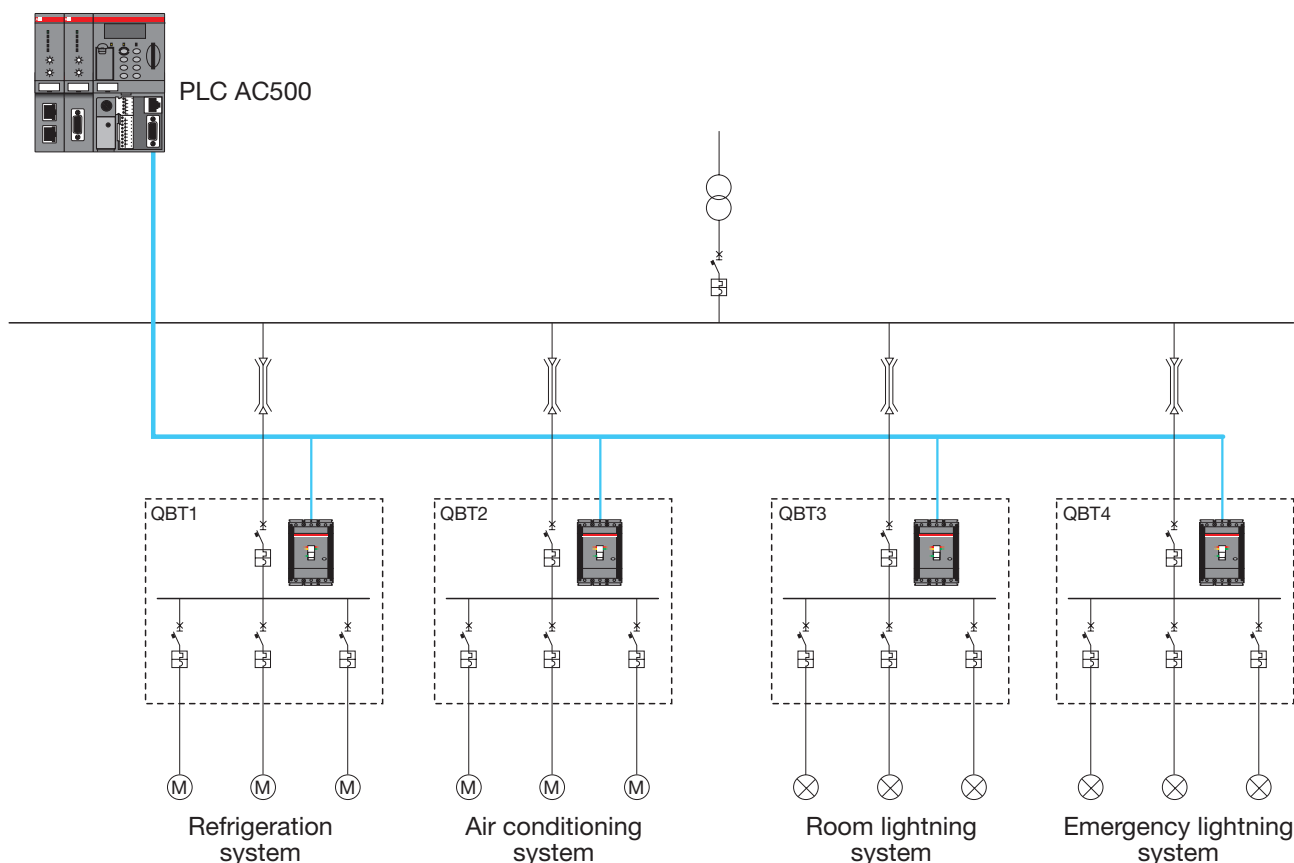 PLC AC500
QBT1
QBT2
QBT3
QBT4
M
M
M
M
M
M
Refrigeration
system
Air conditioning
system
Room lightning
system
Emergency lightning
system